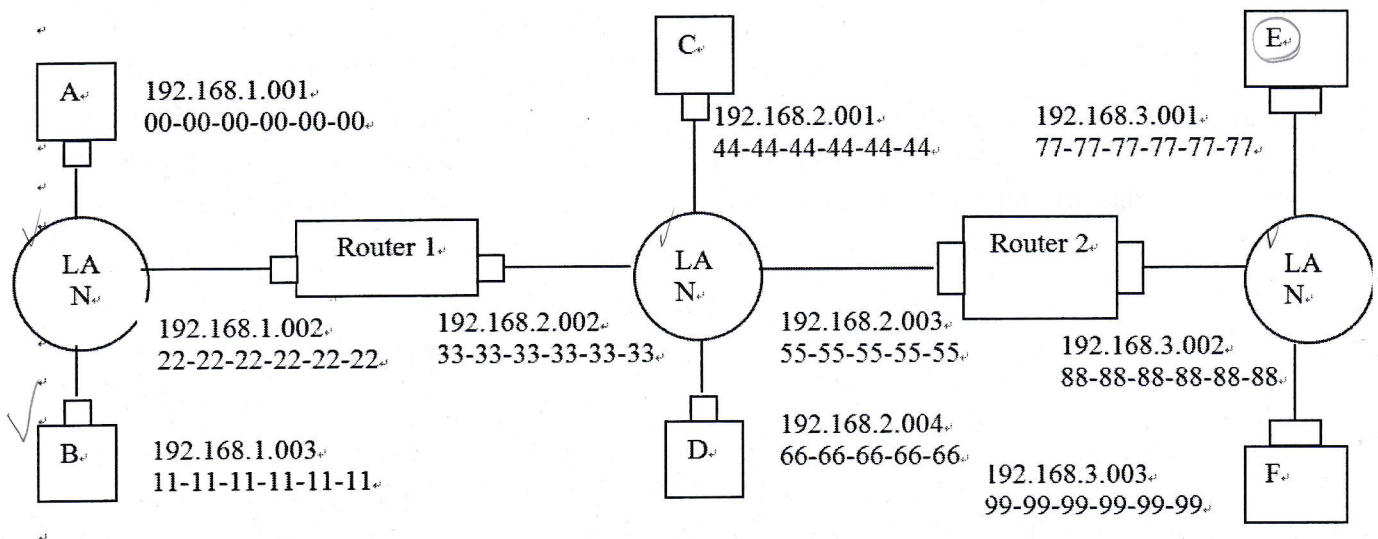 A
192.168.1.001
00-00-00-00-00-00
C
192.168.2.001
44-44-44-44-44-44
E
192.168.3.001
77-77-77-77-77-77
LA
N
Router 1
LA
N
Router 2
LA
N
192.168.1.002
22-22-22-22-22-22
192.168.2.002
33-33-33-33-33-33
192.168.2.003
55-55-55-55-55
192.168.3.002
88-88-88-88-88-88
B
192.168.1.003
11-11-11-11-11-11
D
192.168.2.004
66-66-66-66-66
192.168.3.003
99-99-99-99-99-99
F